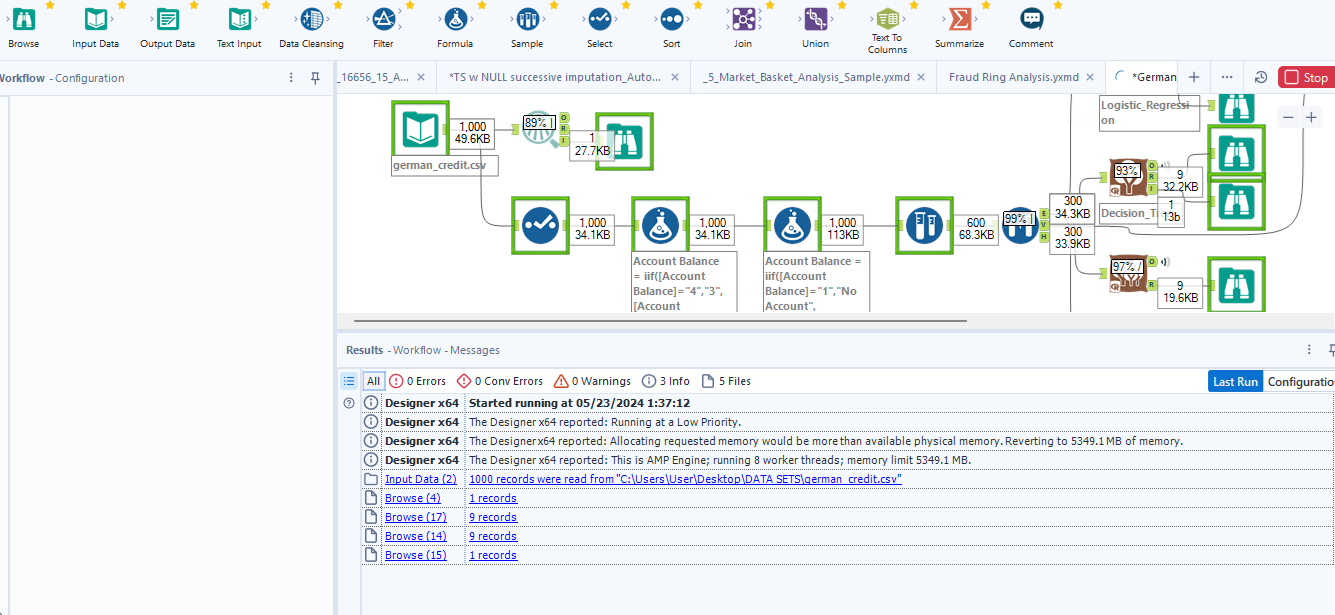 Browse
Input Data
Output Data
Text Input
Data Cleansing
Filter
Formula
Sample
Select
Sort
Join
Union
Text To
Columns
Summarize
Comment
Workflow - Configuration
_16656_15_A...
*TS w NULL successive imputation_Auto...
_5_Market_Basket_Analysis_Sample.yxmd
Fraud Ring Analysis.yxmd
*German
Stop
1,000
49.6KB
german_credit.csv
89%
O
R
I
1
27.7KB
1,000
34.1KB
Account Balance
= iif([Account
Balance]="4","3",
[Account
1,000
34.1KB
Account Balance =
iif([Account
Balance]="1","No
Account",
1,000
113KB
600
68.3KB
99%
E
V
H
300
34.3KB
300
33.9KB
Logistic_Regressi
on
93%
O
R
I
9
32.2KB
Decision_Tr
1
13b
97% /
O
R
9
19.6KB
Results - Workflow - Messages
All 0 Errors 0 Conv Errors 0 Warnings 3 Info 5 Files
Last Run Configuration
Designer x64 Started running at 05/23/2024 1:37:12
Designer x64 The Designer x64 reported: Running at a Low Priority.
Designer x64 The Designer x64 reported: Allocating requested memory would be more than available physical memory. Reverting to 5349.1 MB of memory.
Designer x64 The Designer x64 reported: This is AMP Engine; running 8 worker threads; memory limit 5349.1 MB.
Input Data (2) 1000 records were read from "C:\Users\User\Desktop\DATA SETS\german_credit.csv"
Browse (4) 1 records
Browse (17) 9 records
Browse (14) 9 records
Browse (15) 1 records